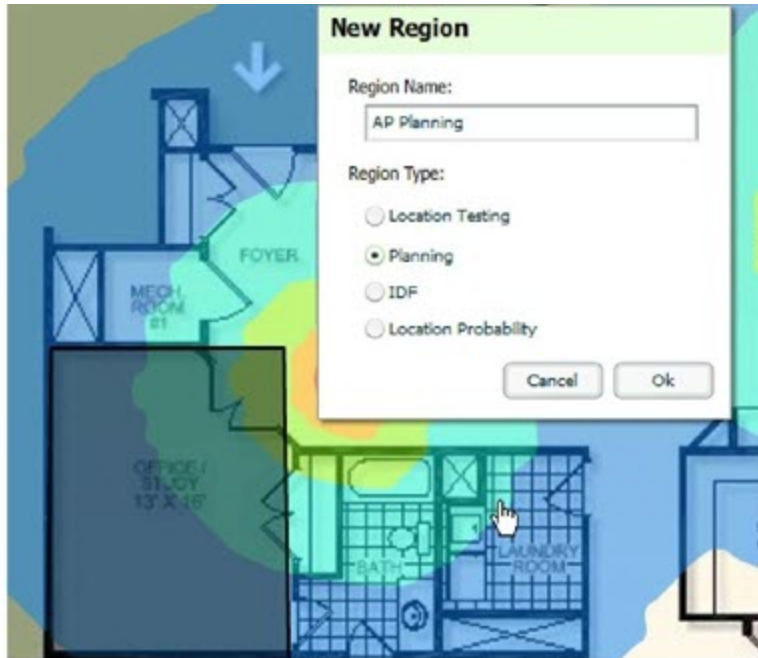 New Region
Region Name:
AP Planning
Region Type:
Location Testing
Planning
IDF
Location Probability
Cancel
Ok
FOYER
MECH.
ROOM
#1
OFFICE/
STUDY
13' X 16'
BATH
LAUNDRY
ROOM